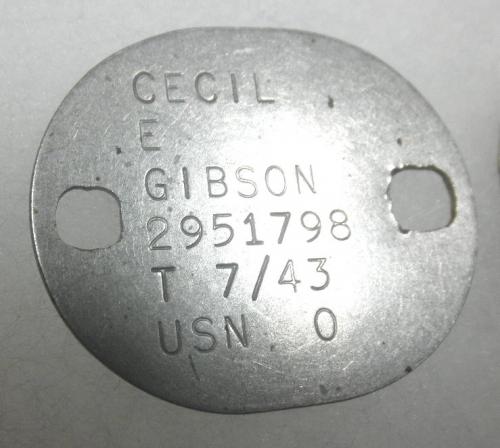 CECIL
E
GIBSON
2951798
T 7/43
USN O